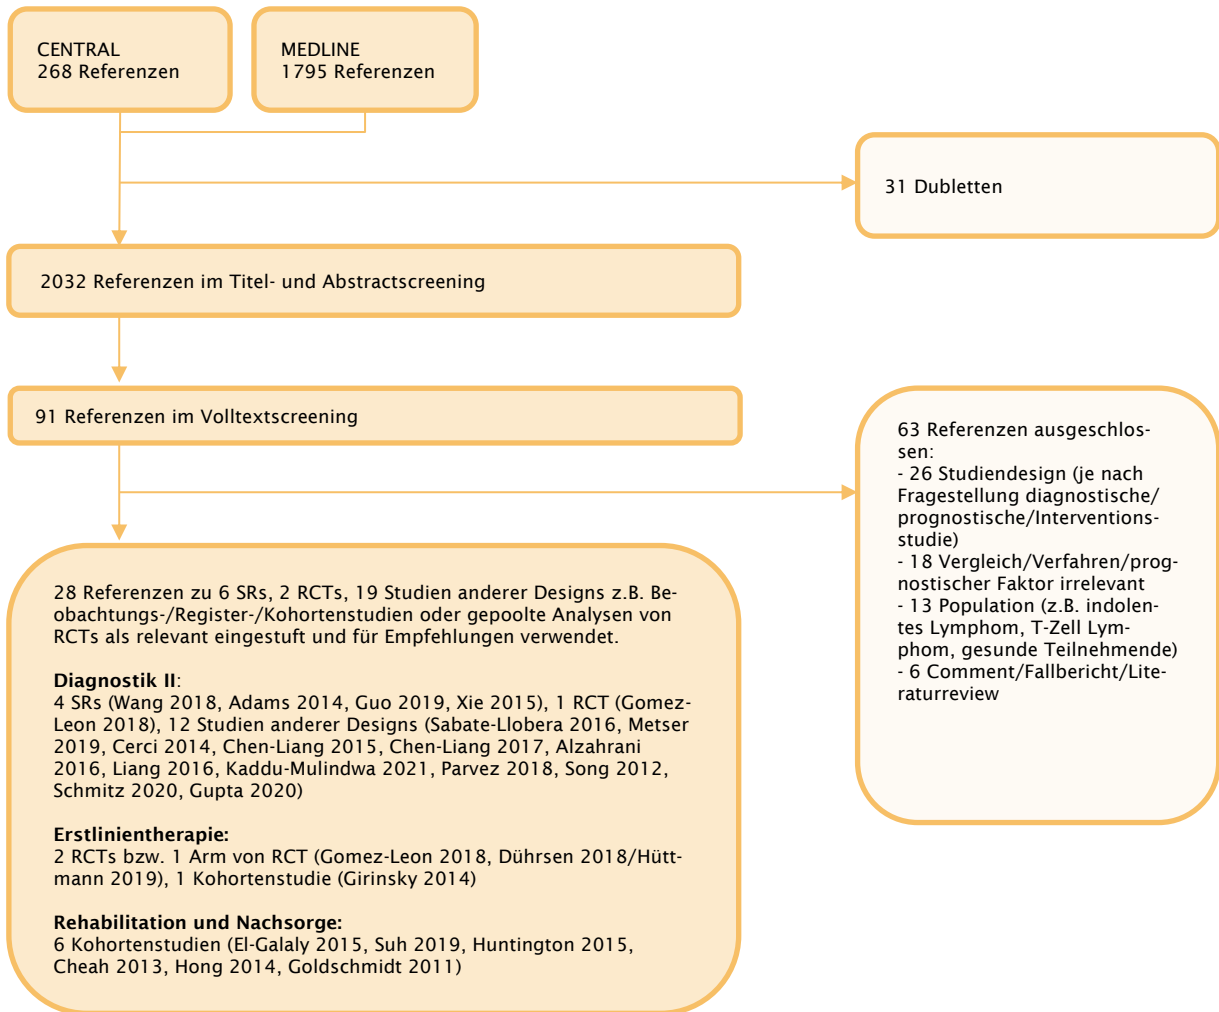 CENTRAL
268 Referenzen
MEDLINE
1795 Referenzen
31 Dubletten
2032 Referenzen im Titel- und Abstractscreening
91 Referenzen im Volltextscreening
63 Referenzen ausgeschlos-
sen:
- 26 Studiendesign (je nach
Fragestellung diagnostische/
prognostische/Interventions-
studie)
- 18 Vergleich/Verfahren/prog-
nostischer Faktor irrelevant
- 13 Population (z.B. indolen-
tes Lymphom, T-Zell Lym-
phom, gesunde Teilnehmende)
- 6 Comment/Fallbericht/Lite-
raturreview
28 Referenzen zu 6 SRs, 2 RCTs, 19 Studien anderer Designs z.B. Be-
obachtungs-/Register-/Kohortenstudien oder gepoolte Analysen von
RCTs als relevant eingestuft und für Empfehlungen verwendet.
Diagnostik II:
4 SRs (Wang 2018, Adams 2014, Guo 2019, Xie 2015), 1 RCT (Gomez-
Leon 2018), 12 Studien anderer Designs (Sabate-Llobera 2016, Metser
2019, Cerci 2014, Chen-Liang 2015, Chen-Liang 2017, Alzahrani
2016, Liang 2016, Kaddu-Mulindwa 2021, Parvez 2018, Song 2012,
Schmitz 2020, Gupta 2020)
Erstlinientherapie:
2 RCTs bzw. 1 Arm von RCT (Gomez-Leon 2018, Dührsen 2018/Hütt-
mann 2019), 1 Kohortenstudie (Girinsky 2014)
Rehabilitation und Nachsorge:
6 Kohortenstudien (El-Galaly 2015, Suh 2019, Huntington 2015,
Cheah 2013, Hong 2014, Goldschmidt 2011)